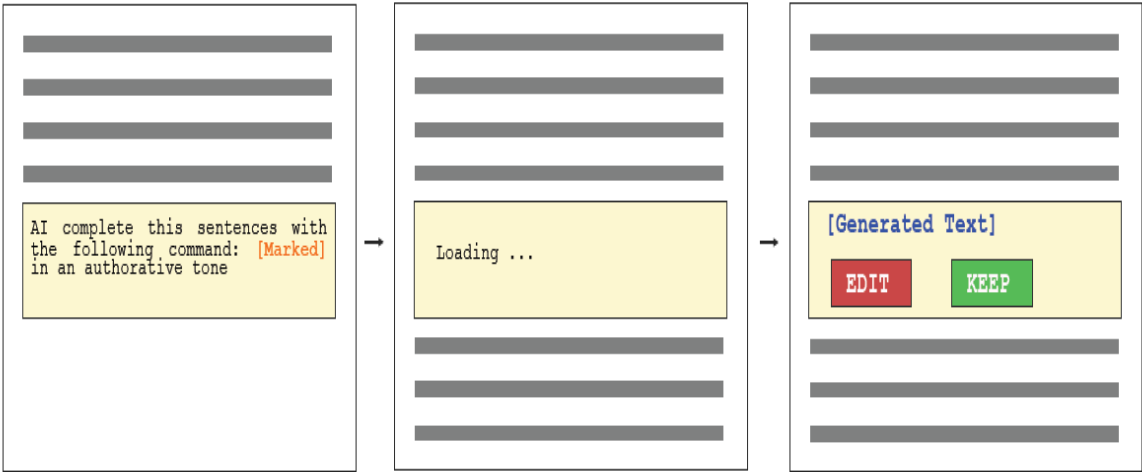 AI complete this sentences with
the following command: [Marked]
in an authorative tone
Loading ...
[Generated Text]
EDIT KEEP